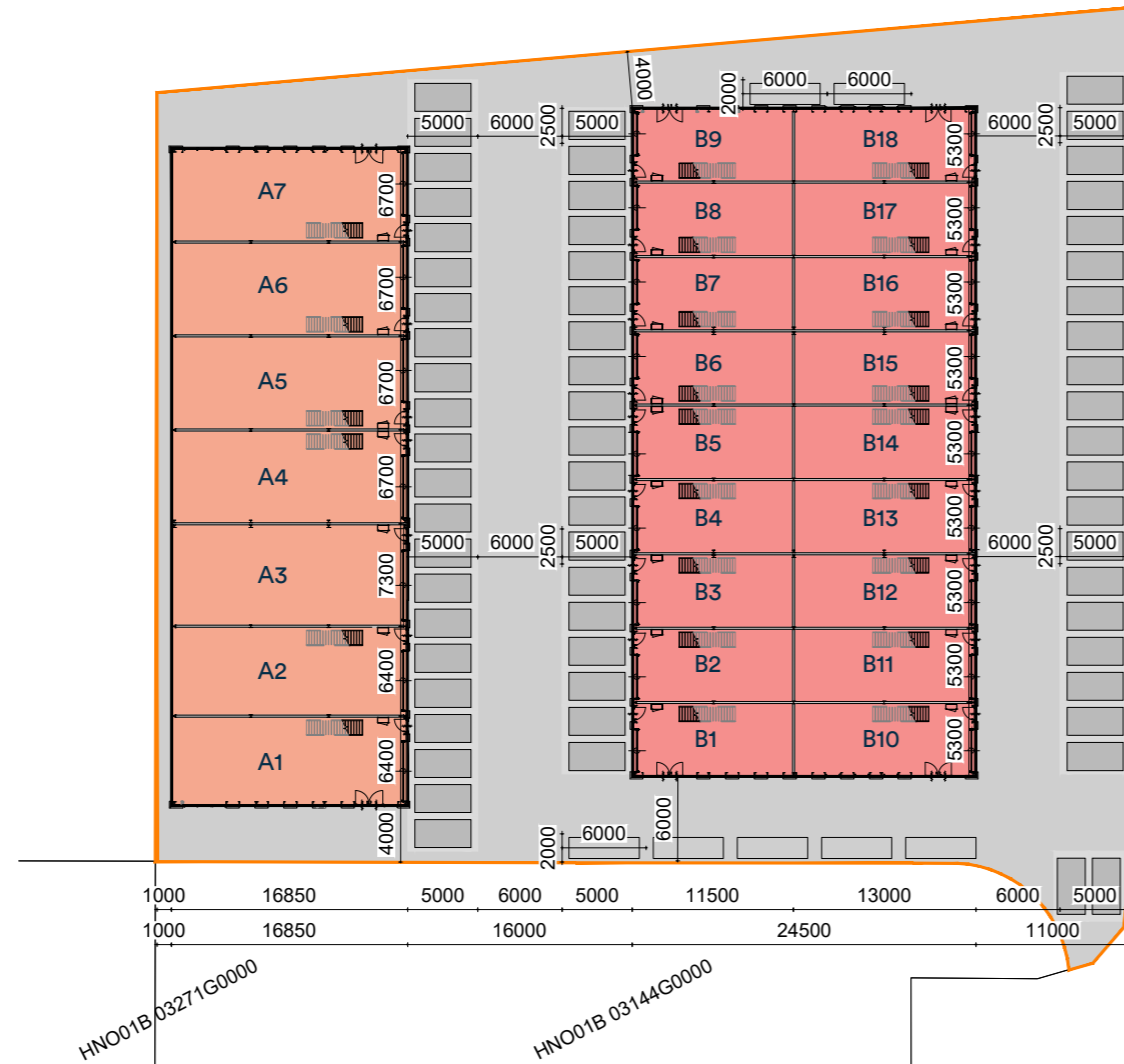 4000
6000 6000
2000
5000 6000 2500 5000
6000 2500 5000
B9 B18 5300
A7 6700
B8 B17 5300
A6 6700
B7 B16 5300
A5 6700
B6 B15 5300
A4 6700
B5 B14 5300
B4 B13 5300
5000 6000 2500 5000
6000 2500 5000
A3 7300
B3 B12 5300
A2 6400
B2 B11 5300
A1 6400
B1 B10 5300
4000
2000 6000 6000
1000 16850 5000 6000 5000 11500 13000 6000 5000
1000 16850 16000 24500 11000
HNO01B 03271G0000
HNO01B 03144G0000